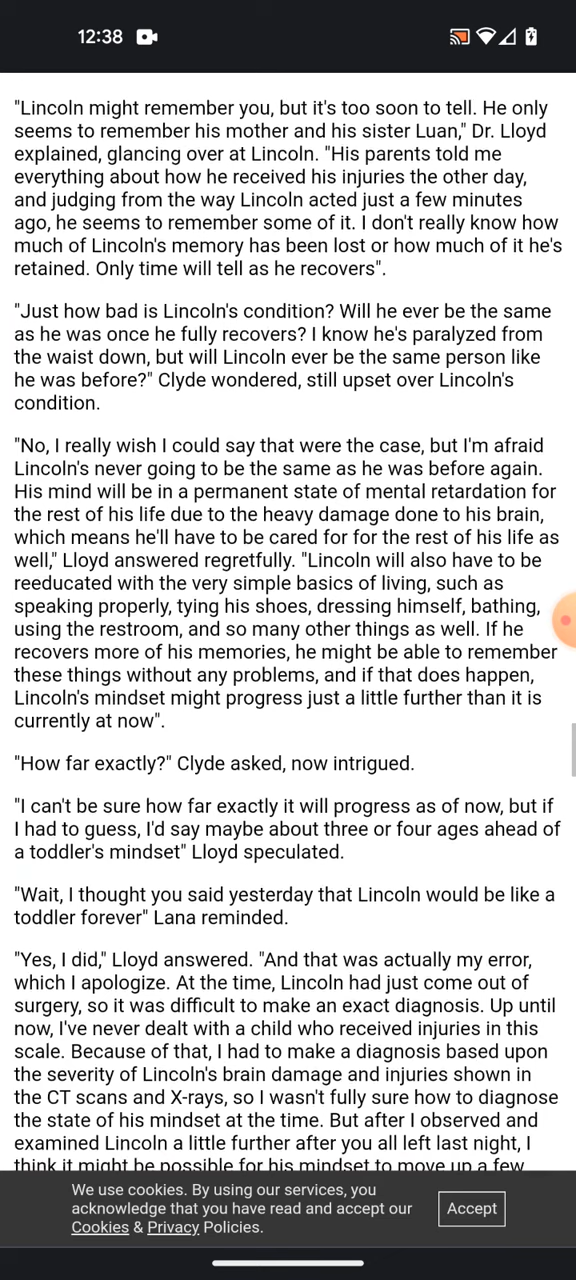 12:38
"Lincoln might remember you, but it's too soon to tell. He only
seems to remember his mother and his sister Luan," Dr. Lloyd
explained, glancing over at Lincoln. "His parents told me
everything about how he received his injuries the other day,
and judging from the way Lincoln acted just a few minutes
ago, he seems to remember some of it. I don't really know how
much of Lincoln's memory has been lost or how much of it he's
retained. Only time will tell as he recovers".
"Just how bad is Lincoln's condition? Will he ever be the same
as he was once he fully recovers? I know he's paralyzed from
the waist down, but will Lincoln ever be the same person like
he was before?" Clyde wondered, still upset over Lincoln's
condition.
"No, I really wish I could say that were the case, but I'm afraid
Lincoln's never going to be the same as he was before again.
His mind will be in a permanent state of mental retardation for
the rest of his life due to the heavy damage done to his brain,
which means he'll have to be cared for for the rest of his life as
well," Lloyd answered regretfully. "Lincoln will also have to be
reeducated with the very simple basics of living, such as
speaking properly, tying his shoes, dressing himself, bathing,
using the restroom, and so many other things as well. If he
recovers more of his memories, he might be able to remember
these things without any problems, and if that does happen,
Lincoln's mindset might progress just a little further than it is
currently at now".
"How far exactly?" Clyde asked, now intrigued.
"I can't be sure how far exactly it will progress as of now, but if
I had to guess, I'd say maybe about three or four ages ahead of
a toddler's mindset" Lloyd speculated.
"Wait, I thought you said yesterday that Lincoln would be like a
toddler forever" Lana reminded.
"Yes, I did," Lloyd answered. "And that was actually my error,
which I apologize. At the time, Lincoln had just come out of
surgery, so it was difficult to make an exact diagnosis. Up until
now, I've never dealt with a child who received injuries in this
scale. Because of that, I had to make a diagnosis based upon
the severity of Lincoln's brain damage and injuries shown in
the CT scans and X-rays, so I wasn't fully sure how to diagnose
the state of his mindset at the time. But after I observed and
examined Lincoln a little further after you all left last night, I
think it might be possible for his mindset to move up a few
We use cookies. By using our services, you
acknowledge that you have read and accept our
Cookies & Privacy Policies.
Accept